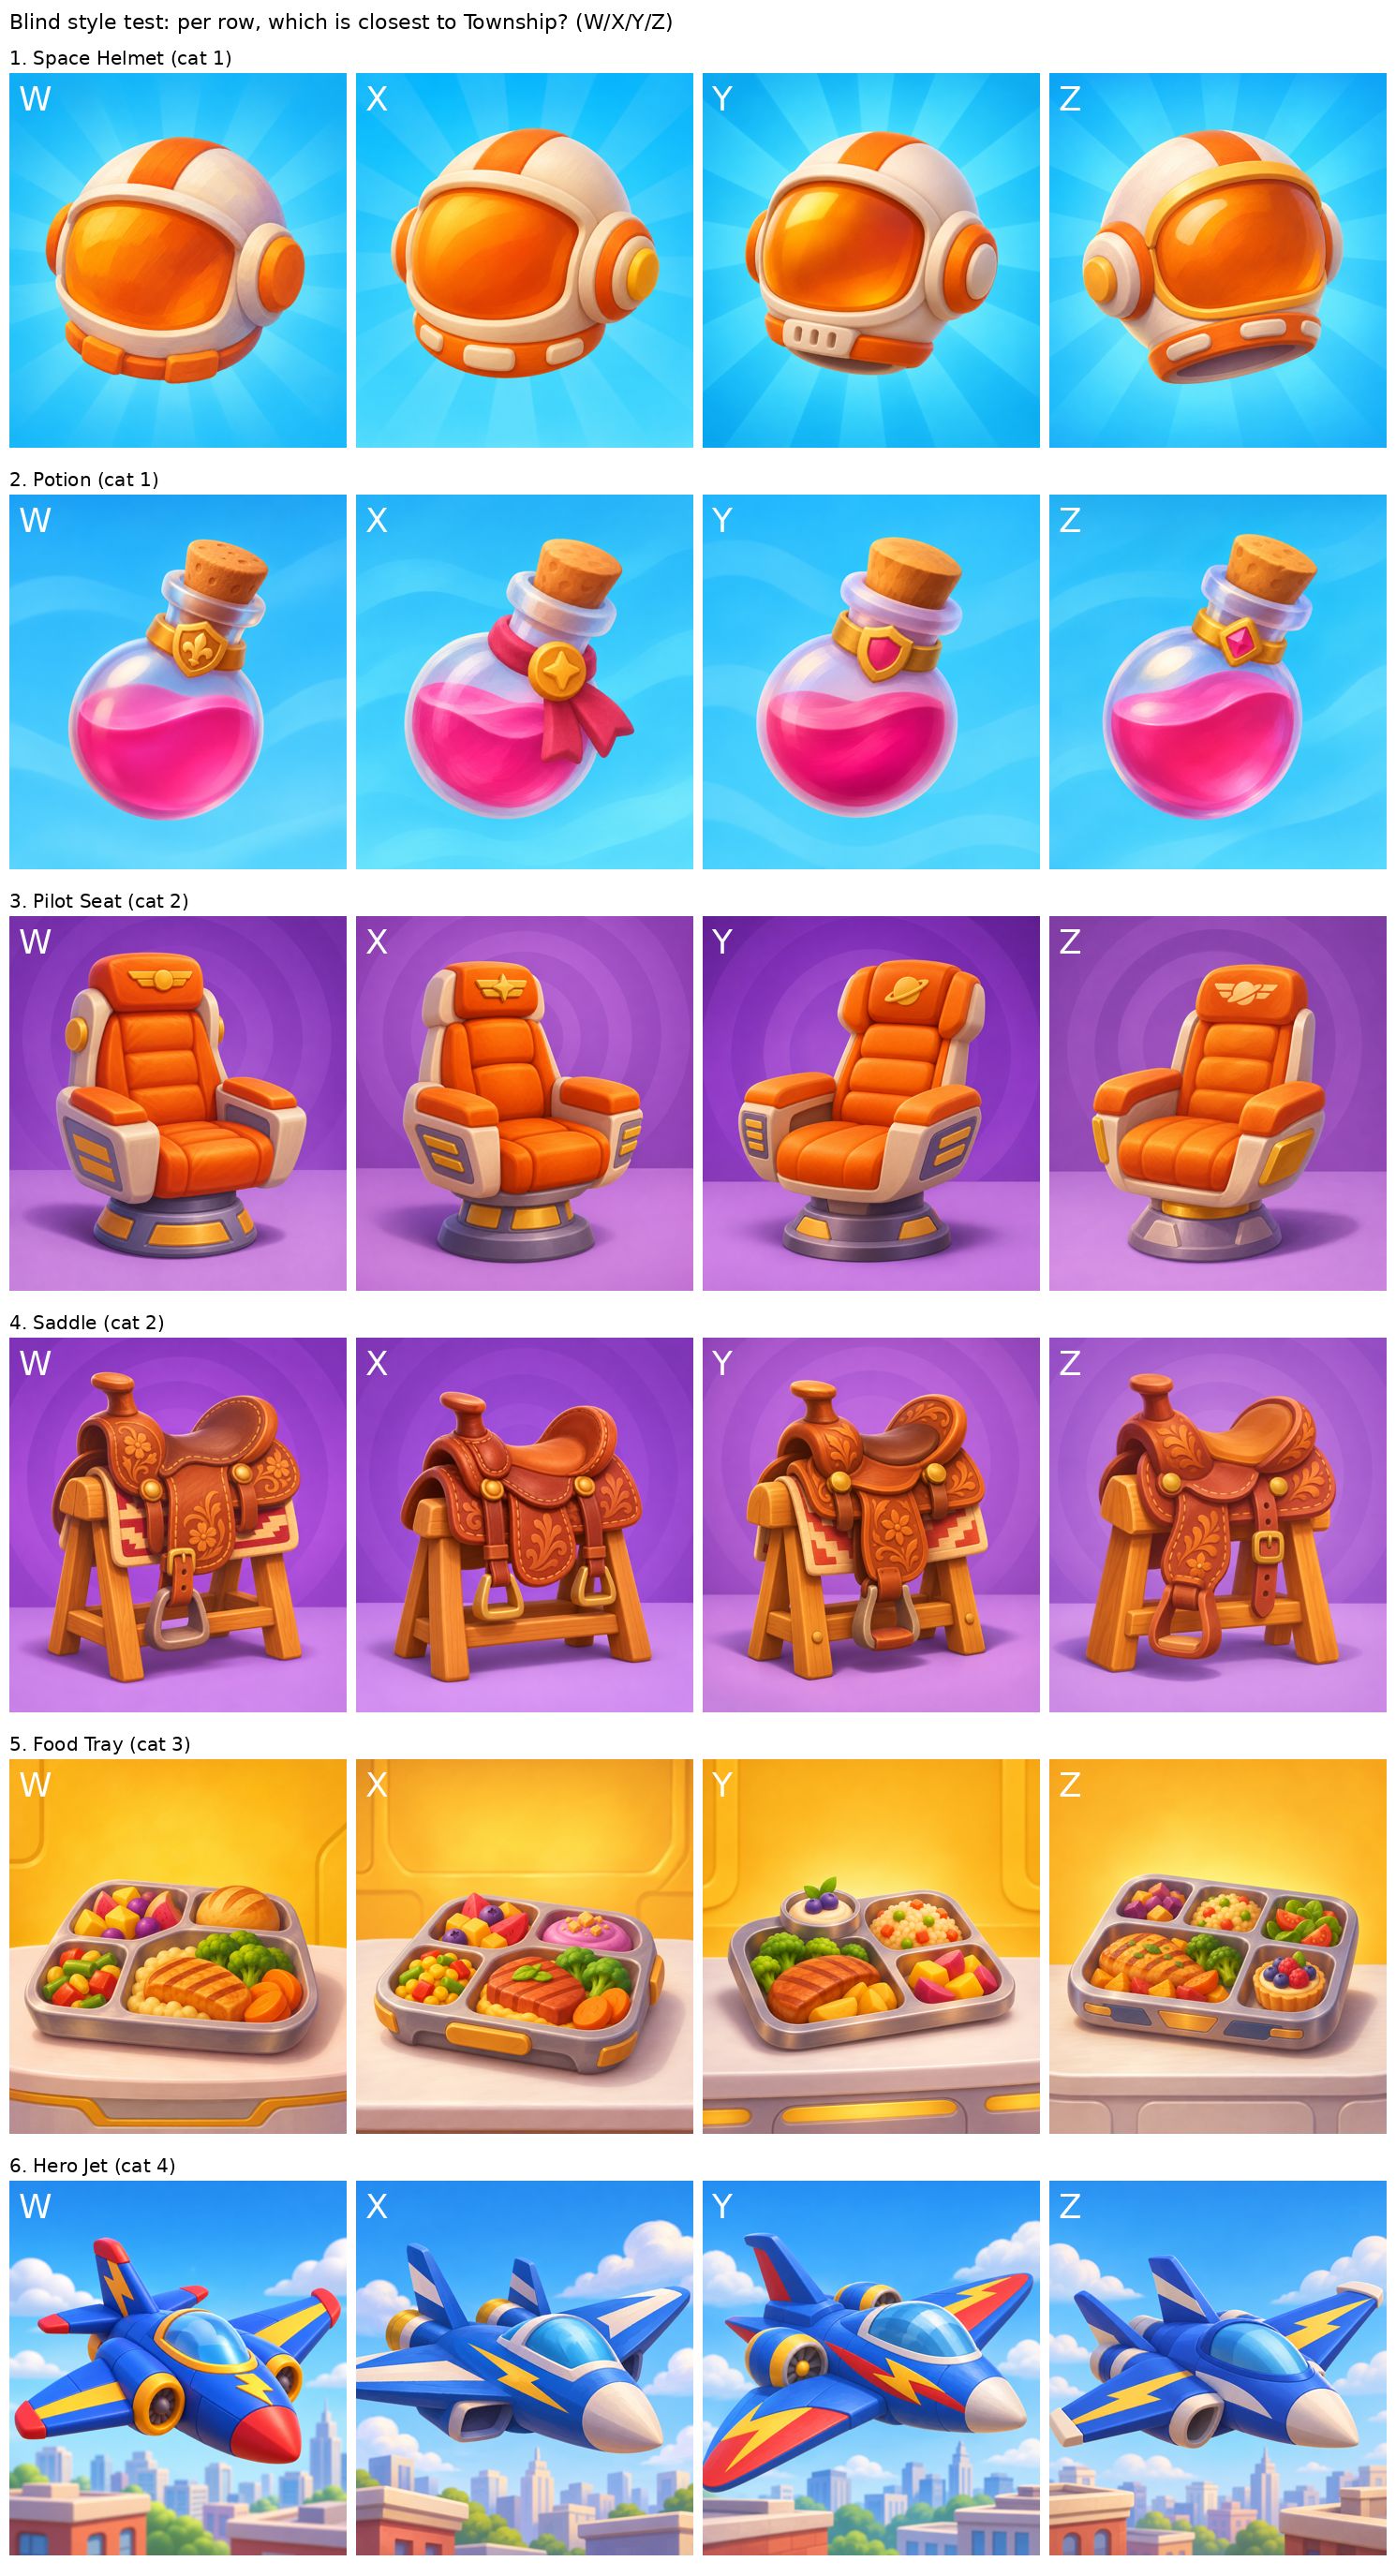 Blind style test: per row, which is closest to Township? (W/X/Y/Z)
1. Space Helmet (cat 1)
W X Y Z
2. Potion (cat 1)
W X Y Z
3. Pilot Seat (cat 2)
W X Y Z
4. Saddle (cat 2)
W X Y Z
5. Food Tray (cat 3)
W X Y Z
6. Hero Jet (cat 4)
W X Y Z